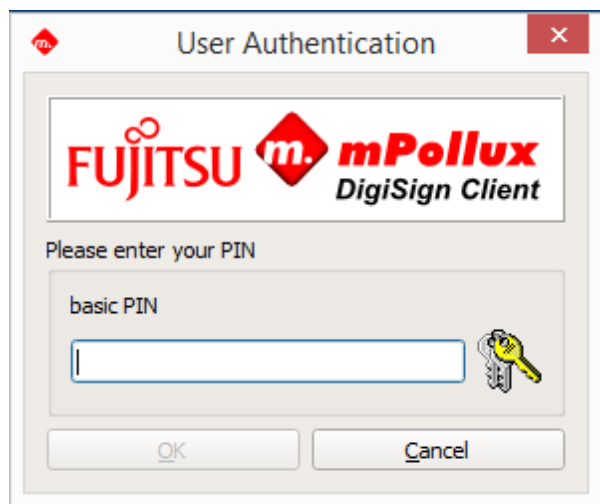 m.
User Authentication
FUJITSU m. mPollux
DigiSign Client
Please enter your PIN
basic PIN
OK Cancel